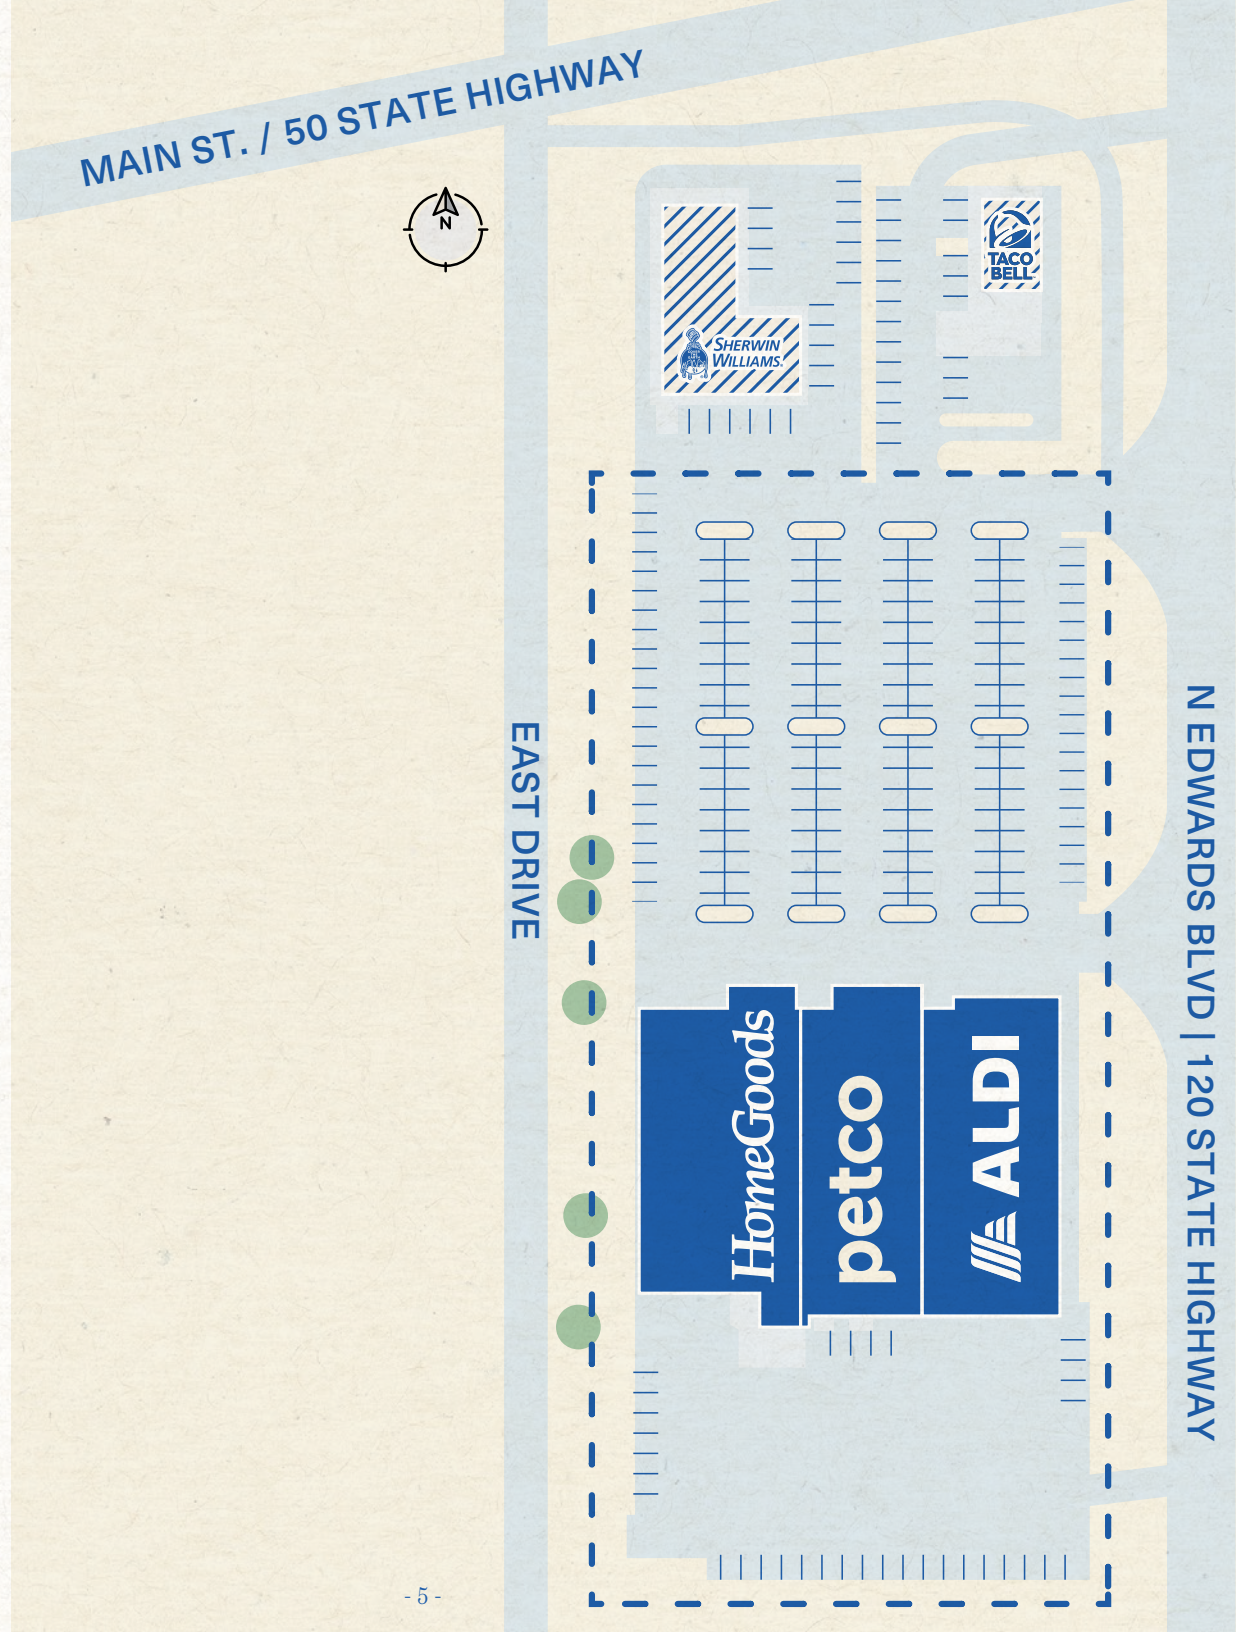 MAIN ST. / 50 STATE HIGHWAY
N
TACO
BELL
SHERWIN
WILLIAMS.
EAST DRIVE
N EDWARDS BLVD | 120 STATE HIGHWAY
HomeGoods
petco
ALDI
- 5 -